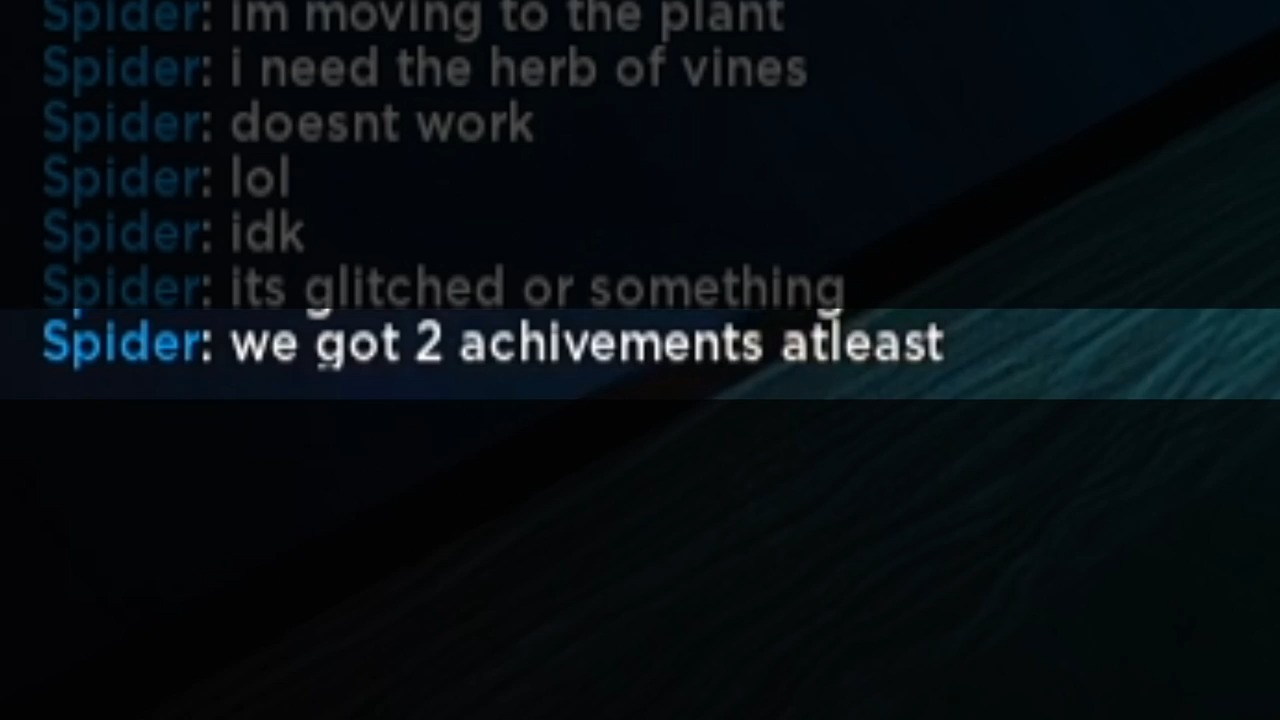 Spider: im moving to the plant
Spider: i need the herb of vines
Spider: doesnt work
Spider: lol
Spider: idk
Spider: its glitched or something
Spider: we got 2 achivements atleast